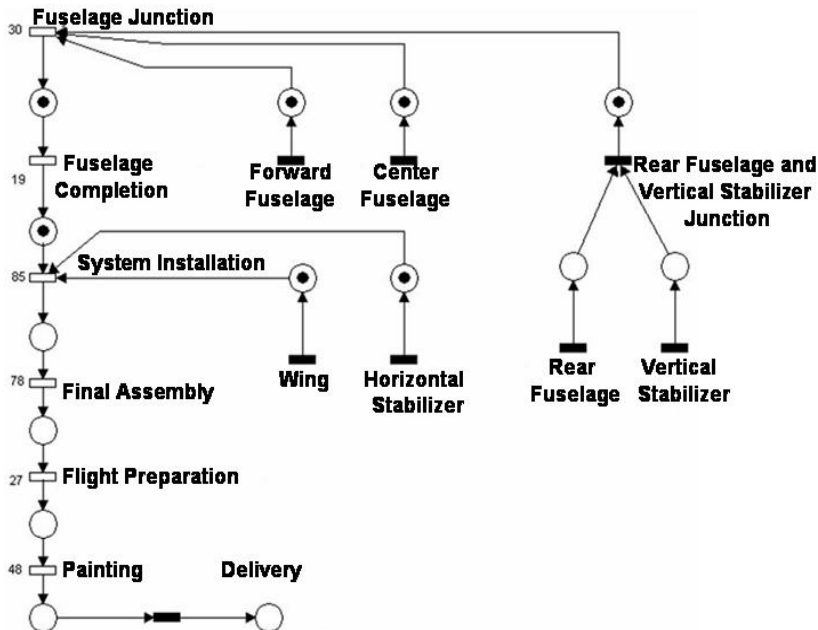 Fuselage Junction
30
Fuselage
Completion
19
Forward
Fuselage
Center
Fuselage
Rear Fuselage and
Vertical Stabilizer
Junction
System Installation
85
Wing
Horizontal
Stabilizer
Rear
Fuselage
Vertical
Stabilizer
78
Final Assembly
27
Flight Preparation
48
Painting
Delivery